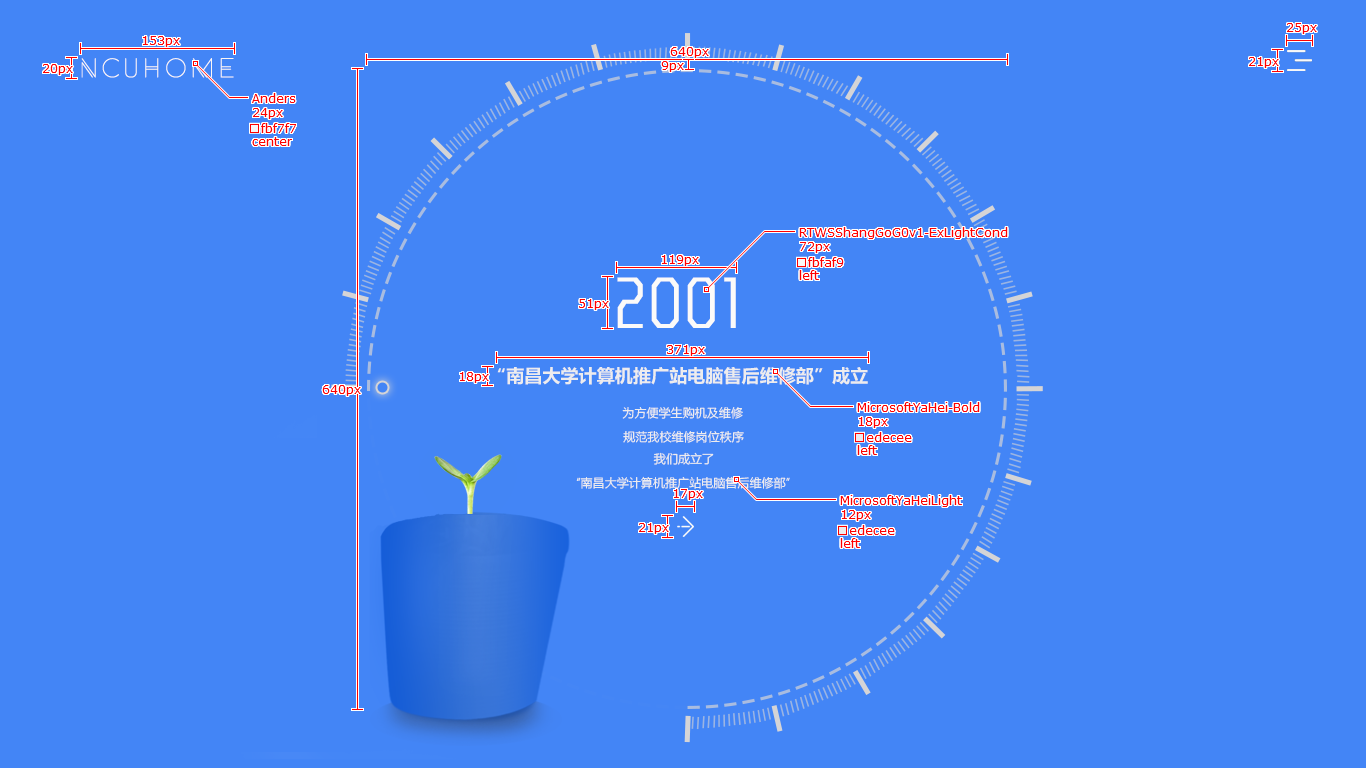 153px
20px
NCUHOME
Anders
24px
fbf7f7
center
640px
9px
25px
21px
RTWSShangGoG0v1-ExLightCond
72px
fbfaf9
left
119px
51px
2001
371px
18px
“南昌大学计算机推广站电脑售后维修部”成立
640px
MicrosoftYaHei-Bold
18px
edecee
left
为方便学生购机及维修
规范我校维修岗位秩序
我们成立了
“南昌大学计算机推广站电脑售后维修部”
17px
21px
MicrosoftYaHeiLight
12px
edecee
left